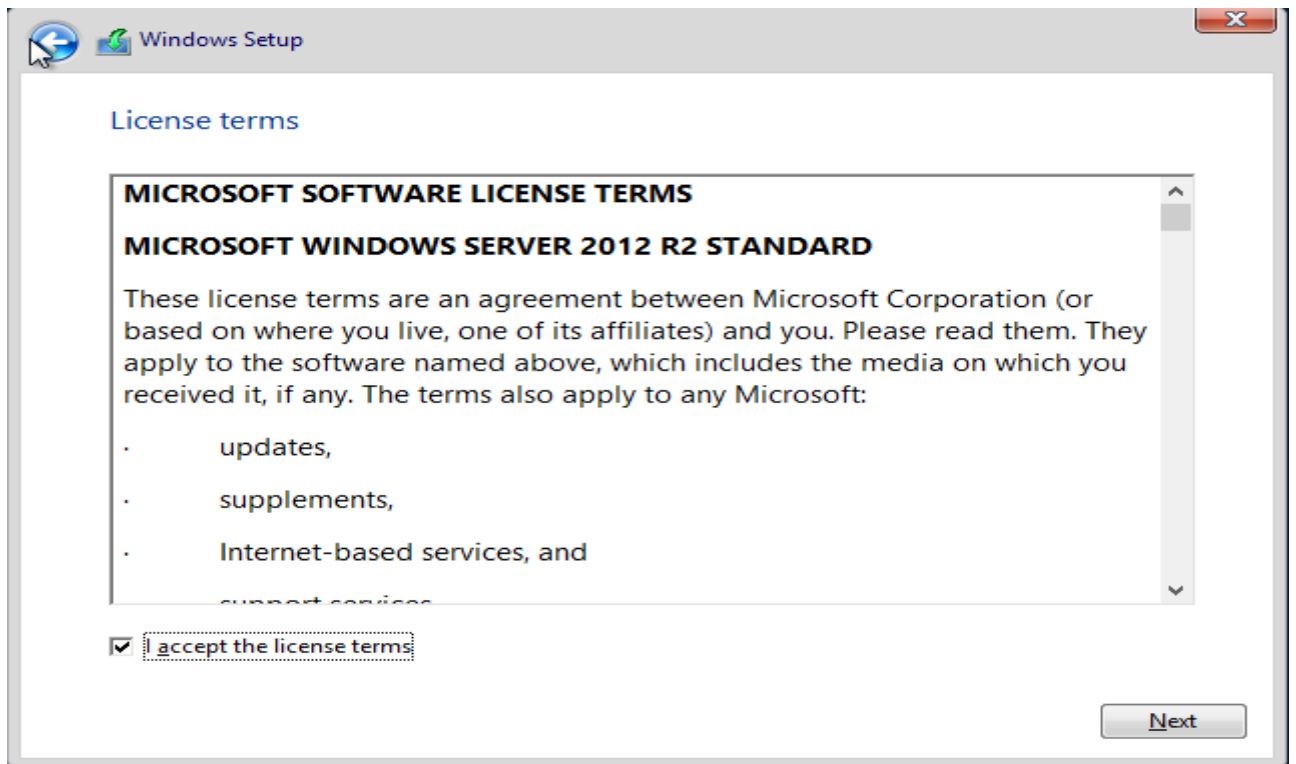 Windows Setup
License terms
MICROSOFT SOFTWARE LICENSE TERMS
MICROSOFT WINDOWS SERVER 2012 R2 STANDARD
These license terms are an agreement between Microsoft Corporation (or
based on where you live, one of its affiliates) and you. Please read them. They
apply to the software named above, which includes the media on which you
received it, if any. The terms also apply to any Microsoft:
· updates,
· supplements,
· Internet-based services, and
support services
I accept the license terms
Next